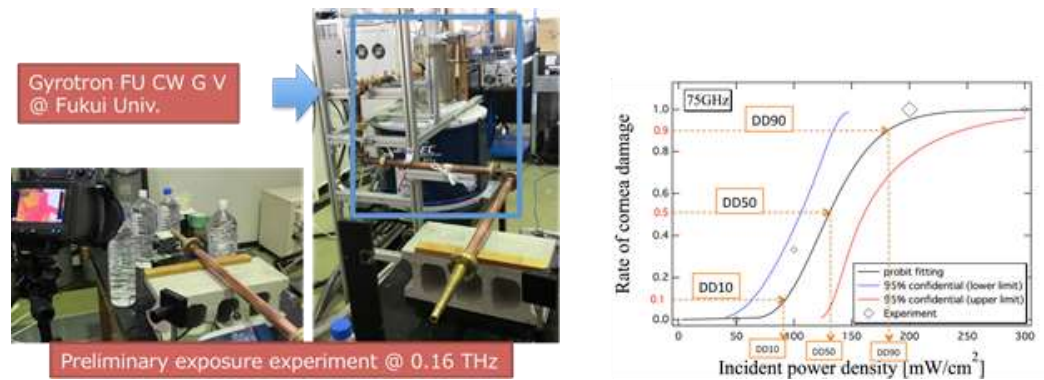 Gyrotron FU CW G V
@ Fukui Univ.
Preliminary exposure experiment @ 0.16 THz
75GHz
Rate of cornea damage
1.0
0.9
0.8
0.6
0.5
0.4
0.2
0.1
0.0
DD90
DD50
DD10
probit fitting
95% confidential (lower limit)
95% confidential (upper limit)
Experiment
0
50
100
150
200
250
300
DD10
DD50
DD90
Incident power density [mW/cm²]